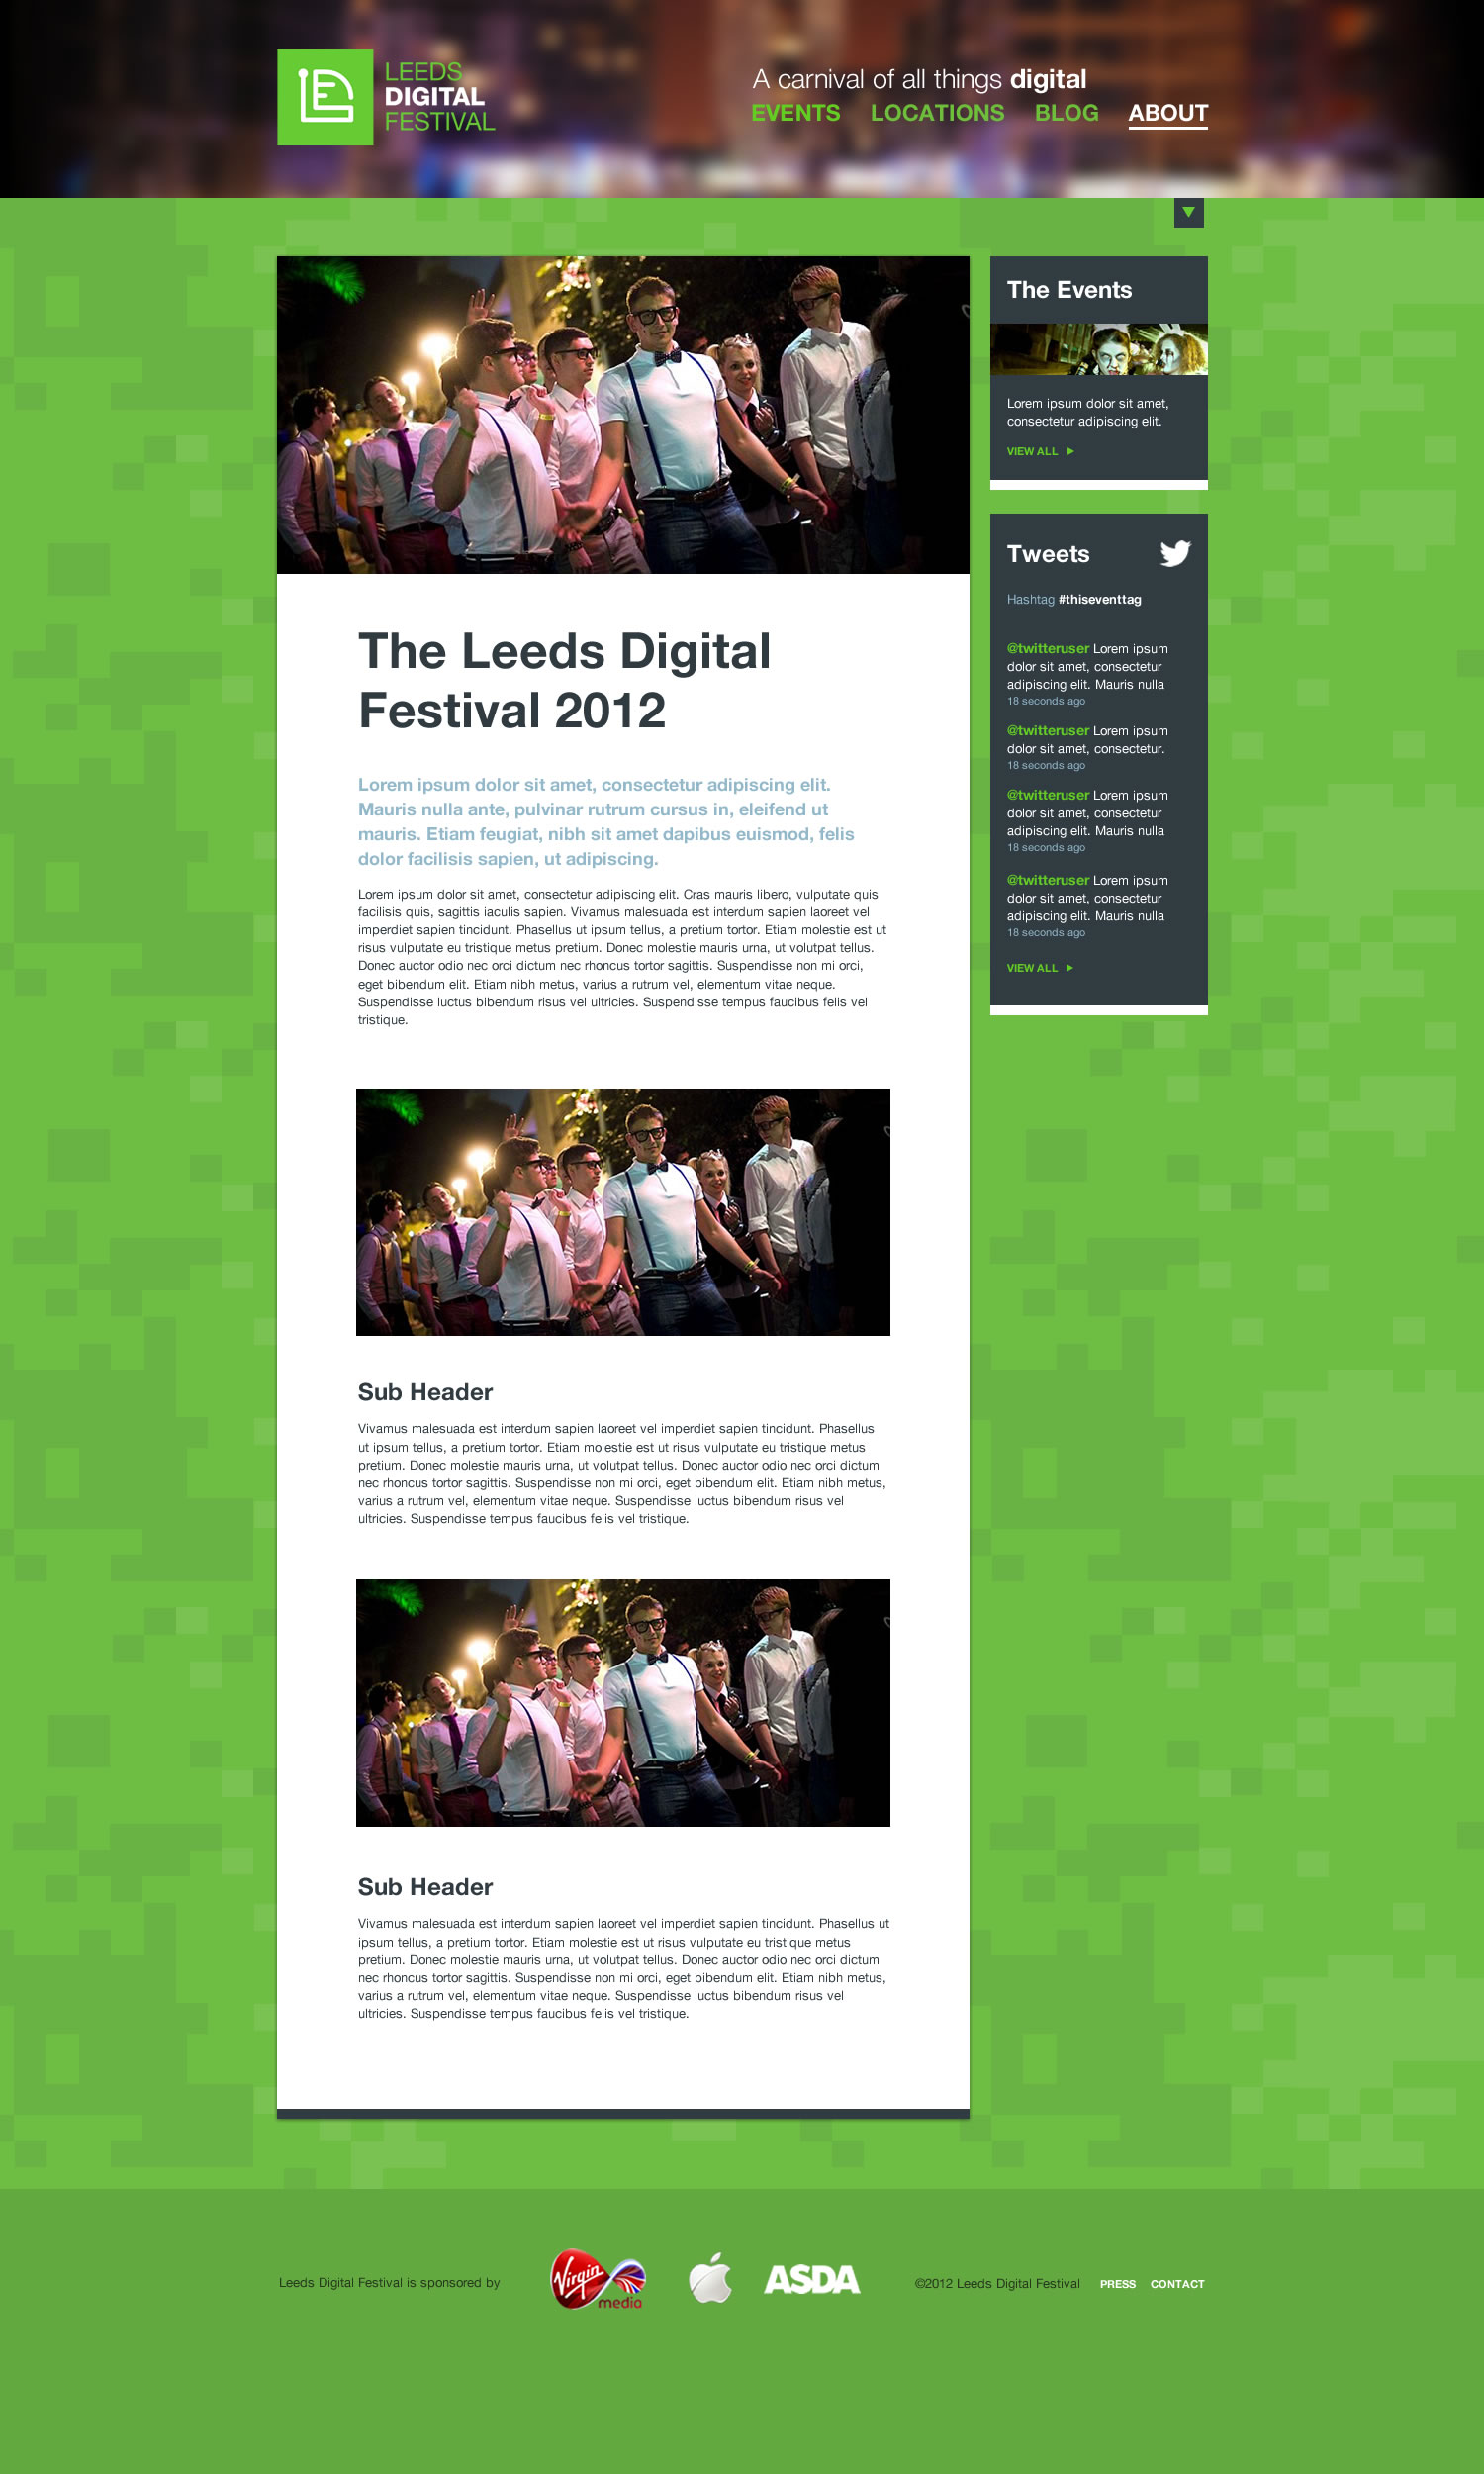 LEEDS
DIGITAL
FESTIVAL
A carnival of all things digital
EVENTS LOCATIONS BLOG ABOUT
The Leeds Digital
Festival 2012
Lorem ipsum dolor sit amet, consectetur adipiscing elit.
Mauris nulla ante, pulvinar rutrum cursus in, eleifend ut
mauris. Etiam feugiat, nibh sit amet dapibus euismod, felis
dolor facilisis sapien, ut adipiscing.
Lorem ipsum dolor sit amet, consectetur adipiscing elit. Cras mauris libero, vulputate quis
facilisis quis, sagittis iaculis sapien. Vivamus malesuada est interdum sapien laoreet vel
imperdiet sapien tincidunt. Phasellus ut ipsum tellus, a pretium tortor. Etiam molestie est ut
risus vulputate eu tristique metus pretium. Donec molestie mauris urna, ut volutpat tellus.
Donec auctor odio nec orci dictum nec rhoncus tortor sagittis. Suspendisse non mi orci,
eget bibendum elit. Etiam nibh metus, varius a rutrum vel, elementum vitae neque.
Suspendisse luctus bibendum risus vel ultricies. Suspendisse tempus faucibus felis vel
tristique.
Sub Header
Vivamus malesuada est interdum sapien laoreet vel imperdiet sapien tincidunt. Phasellus
ut ipsum tellus, a pretium tortor. Etiam molestie est ut risus vulputate eu tristique metus
pretium. Donec molestie mauris urna, ut volutpat tellus. Donec auctor odio nec orci dictum
nec rhoncus tortor sagittis. Suspendisse non mi orci, eget bibendum elit. Etiam nibh metus,
varius a rutrum vel, elementum vitae neque. Suspendisse luctus bibendum risus vel
ultricies. Suspendisse tempus faucibus felis vel tristique.
Sub Header
Vivamus malesuada est interdum sapien laoreet vel imperdiet sapien tincidunt. Phasellus ut
ipsum tellus, a pretium tortor. Etiam molestie est ut risus vulputate eu tristique metus
pretium. Donec molestie mauris urna, ut volutpat tellus. Donec auctor odio nec orci dictum
nec rhoncus tortor sagittis. Suspendisse non mi orci, eget bibendum elit. Etiam nibh metus,
varius a rutrum vel, elementum vitae neque. Suspendisse luctus bibendum risus vel
ultricies. Suspendisse tempus faucibus felis vel tristique.
The Events
Lorem ipsum dolor sit amet,
consectetur adipiscing elit.
VIEW ALL
Tweets
Hashtag #thiseventtag
@twitteruser Lorem ipsum
dolor sit amet, consectetur
adipiscing elit. Mauris nulla
18 seconds ago
@twitteruser Lorem ipsum
dolor sit amet, consectetur.
18 seconds ago
@twitteruser Lorem ipsum
dolor sit amet, consectetur
adipiscing elit. Mauris nulla
18 seconds ago
@twitteruser Lorem ipsum
dolor sit amet, consectetur
adipiscing elit. Mauris nulla
18 seconds ago
VIEW ALL
Leeds Digital Festival is sponsored by
Virgin
media
ASDA
©2012 Leeds Digital Festival PRESS CONTACT